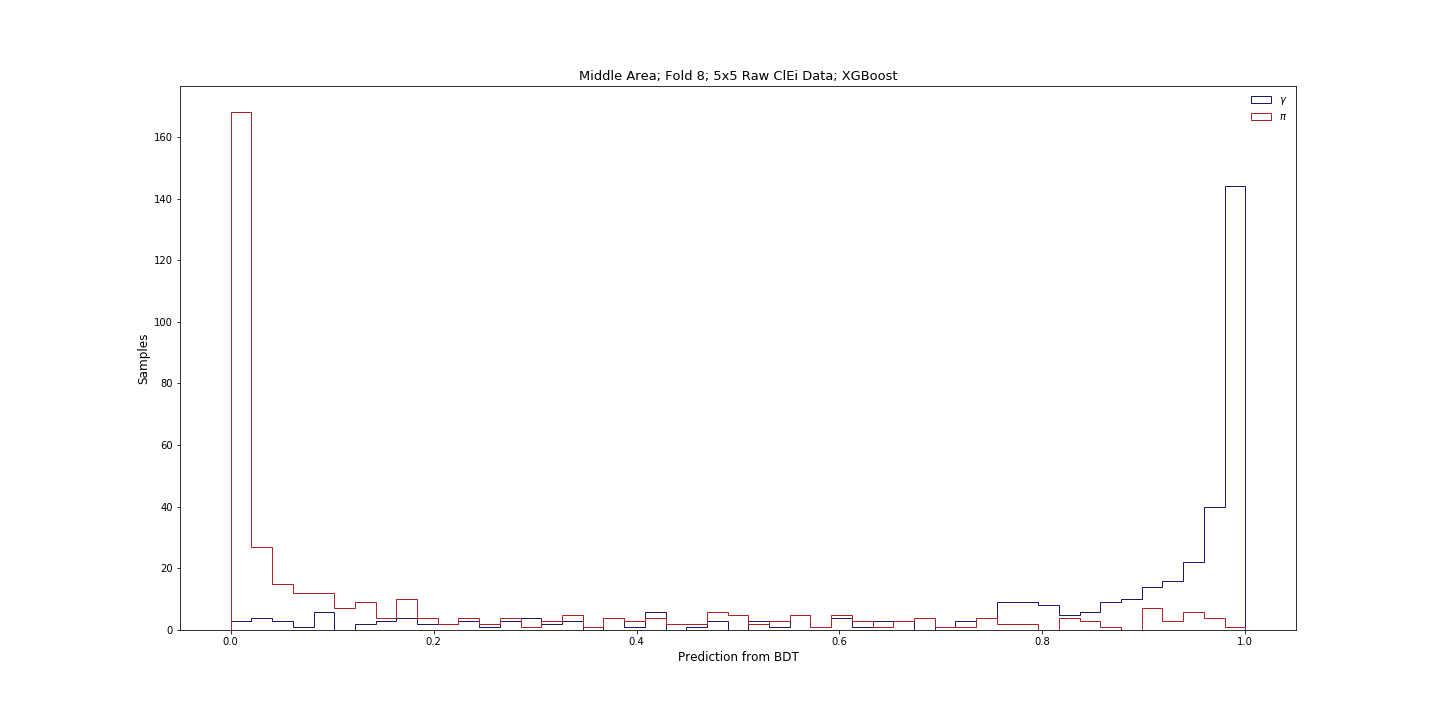 Middle Area; Fold 8; 5x5 Raw ClEi Data; XGBoost
γ
π
160
140
120
100
80
60
40
20
0
Samples
0.0 0.2 0.4 0.6 0.8 1.0
Prediction from BDT